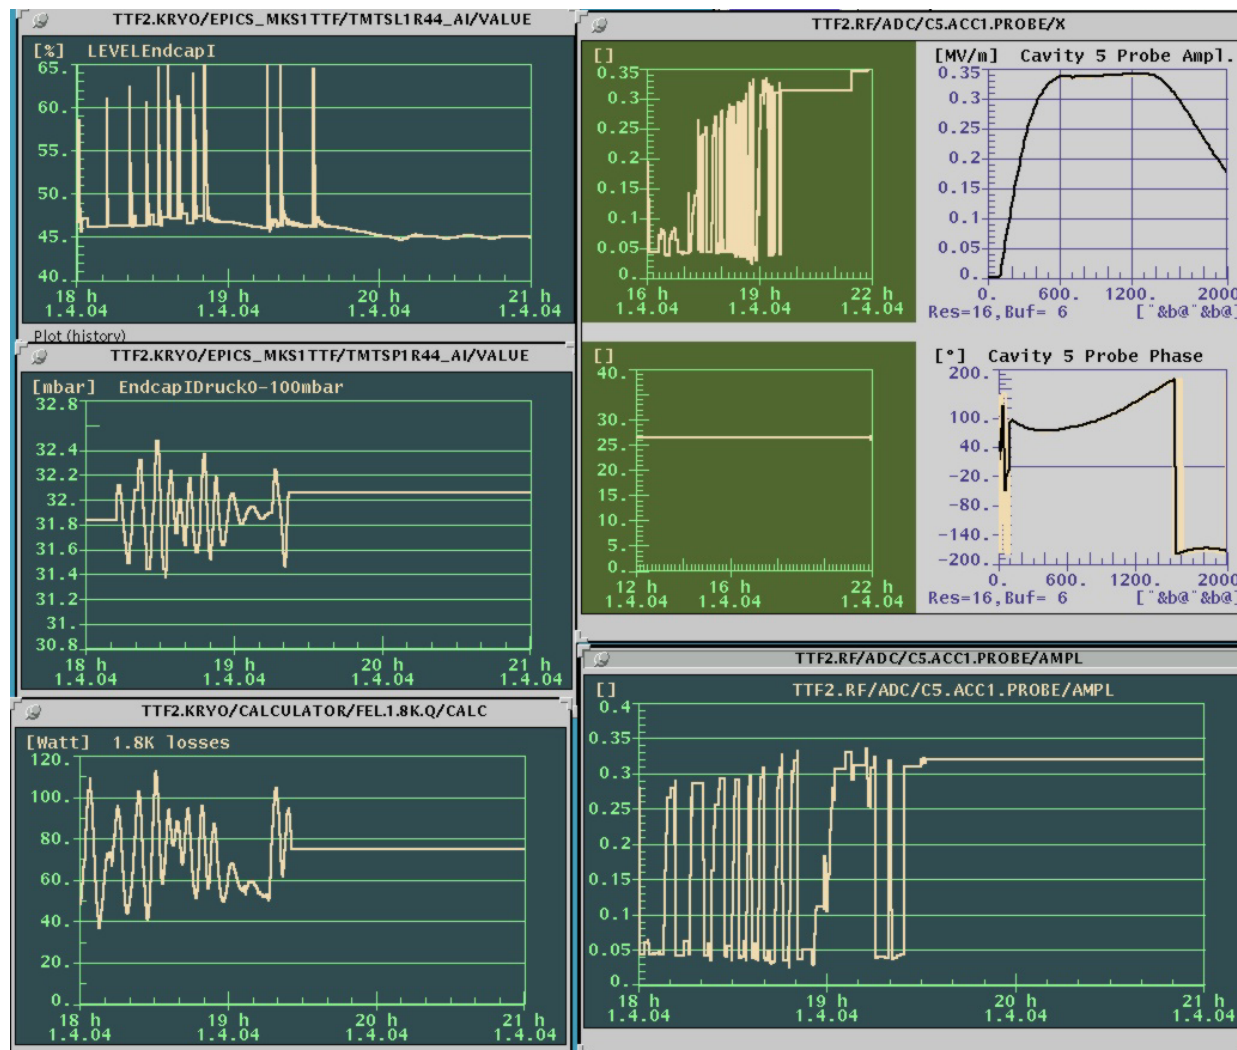 TTF2.KRYO/EPICS_MKS1TTF/TMTSL1R44_AI/VALUE
[%] LEVELEndcapI
65.
60.
55.
50.
45.
40.
18 h 19 h 20 h 21 h
1.4.04 1.4.04 1.4.04 1.4.04
Plot (history)
TTF2.KRYO/EPICS_MKS1TTF/TMTSP1R44_AI/VALUE
[mbar] EndcapIDruck0-100mbar
32.8
32.4
32.2
32.
31.8
31.6
31.4
31.2
31.
30.8
18 h 19 h 20 h 21 h
1.4.04 1.4.04 1.4.04 1.4.04
TTF2.KRYO/CALCULATOR/FEL.1.8K.Q/CALC
[Watt] 1.8K losses
120.
100.
80.
60.
40.
20.
0.
18 h 19 h 20 h 21 h
1.4.04 1.4.04 1.4.04 1.4.04
TTF2.RF/ADC/C5.ACC1.PROBE/X
[]
0.35
0.3
0.25
0.2
0.15
0.1
0.05
0.
16 h 19 h 22 h
1.4.04 1.4.04 1.4.04
[MV/m] Cavity 5 Probe Ampl.
0.35
0.3
0.25
0.2
0.15
0.1
0.05
0.
0. 600. 1200. 2000
Res=16,Buf= 6 [¨&b@¨&b@]
[]
40.
30.
25.
20.
15.
10.
5.
0.
12 h 16 h 22 h
1.4.04 1.4.04 1.4.04
[°] Cavity 5 Probe Phase
200.
100.
40.
-20.
-80.
-140.
-200.
0. 600. 1200. 2000
Res=16,Buf= 6 [¨&b@¨&b@]
TTF2.RF/ADC/C5.ACC1.PROBE/AMPL
[] TTF2.RF/ADC/C5.ACC1.PROBE/AMPL
0.4
0.35
0.3
0.25
0.2
0.15
0.1
0.05
0.
18 h 19 h 20 h 21 h
1.4.04 1.4.04 1.4.04 1.4.04